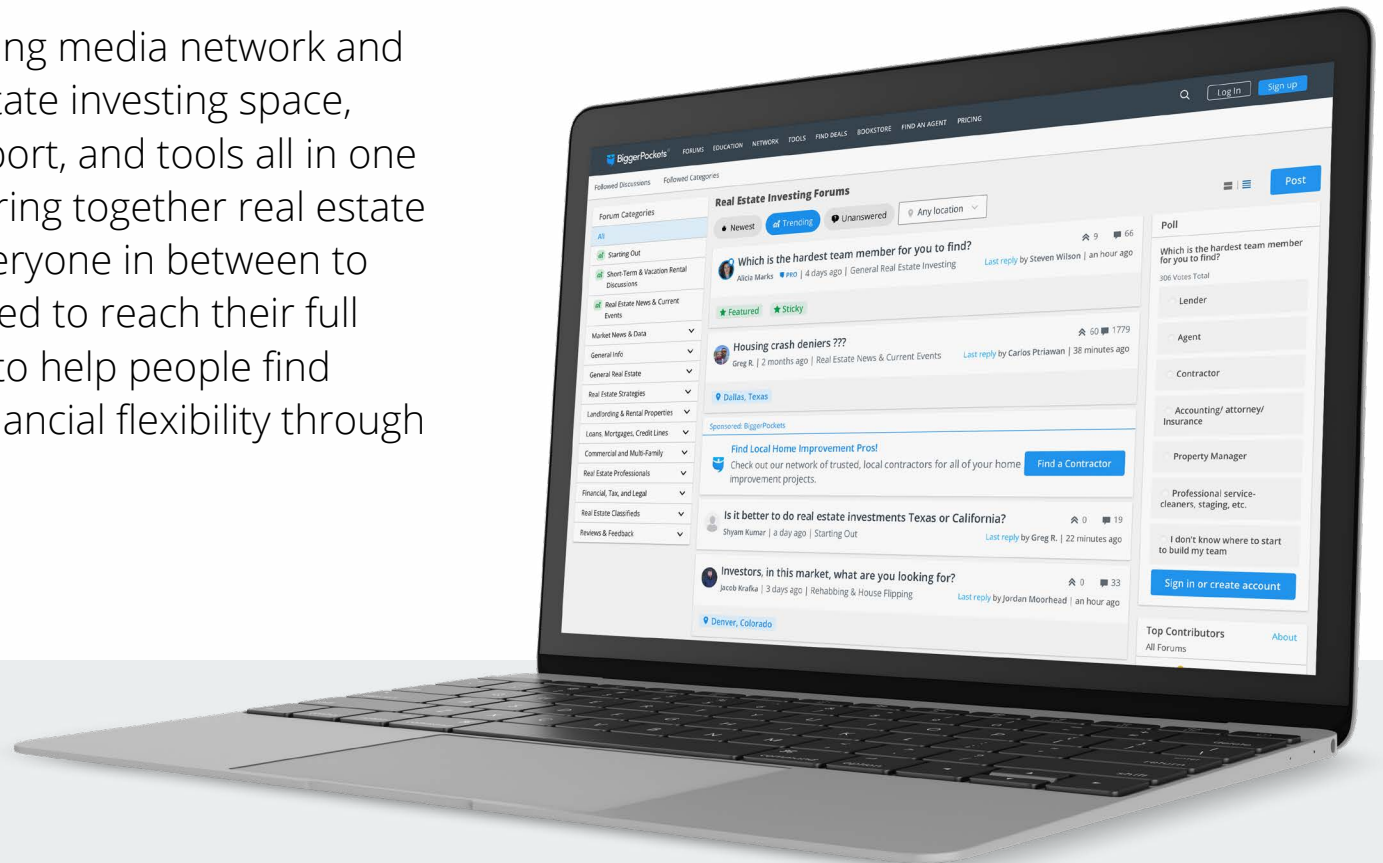 ing media network and
tate investing space,
port, and tools all in one
ring together real estate
eryone in between to
ed to reach their full
to help people find
nancial flexibility through
BiggerPockets FORUMS EDUCATION NETWORK TOOLS FIND DEALS BOOKSTORE FIND AN AGENT PRICING Log In Sign up
Followed Discussions Followed Categories
Forum Categories
All
Starting Out
Short-Term & Vacation Rental
Discussions
Real Estate News & Current
Events
Market News & Data
General Info
General Real Estate
Real Estate Strategies
Landlording & Rental Properties
Loans, Mortgages, Credit Lines
Commercial and Multi-Family
Real Estate Professionals
Financial, Tax, and Legal
Real Estate Classifieds
Reviews & Feedback
Real Estate Investing Forums
Newest Trending Unanswered Any location
Post
Which is the hardest team member for you to find? 9 66
Alicia Marks PRO | 4 days ago | General Real Estate Investing Last reply by Steven Wilson | an hour ago
Featured Sticky
Housing crash deniers ??? 60 1779
Greg R. | 2 months ago | Real Estate News & Current Events Last reply by Carlos Ptriawan | 38 minutes ago
Dallas, Texas
Sponsored: BiggerPockets
Find Local Home Improvement Pros!
Check out our network of trusted, local contractors for all of your home
improvement projects.
Find a Contractor
Is it better to do real estate investments Texas or California? 0 19
Shyam Kumar | a day ago | Starting Out Last reply by Greg R. | 22 minutes ago
Investors, in this market, what are you looking for? 0 33
Jacob Krafka | 3 days ago | Rehabbing & House Flipping Last reply by Jordan Moorhead | an hour ago
Denver, Colorado
Poll
Which is the hardest team member
for you to find?
306 Votes Total
Lender
Agent
Contractor
Accounting/ attorney/
Insurance
Property Manager
Professional service-
cleaners, staging, etc.
I don't know where to start
to build my team
Sign in or create account
Top Contributors About
All Forums
delete
return
shift
command option